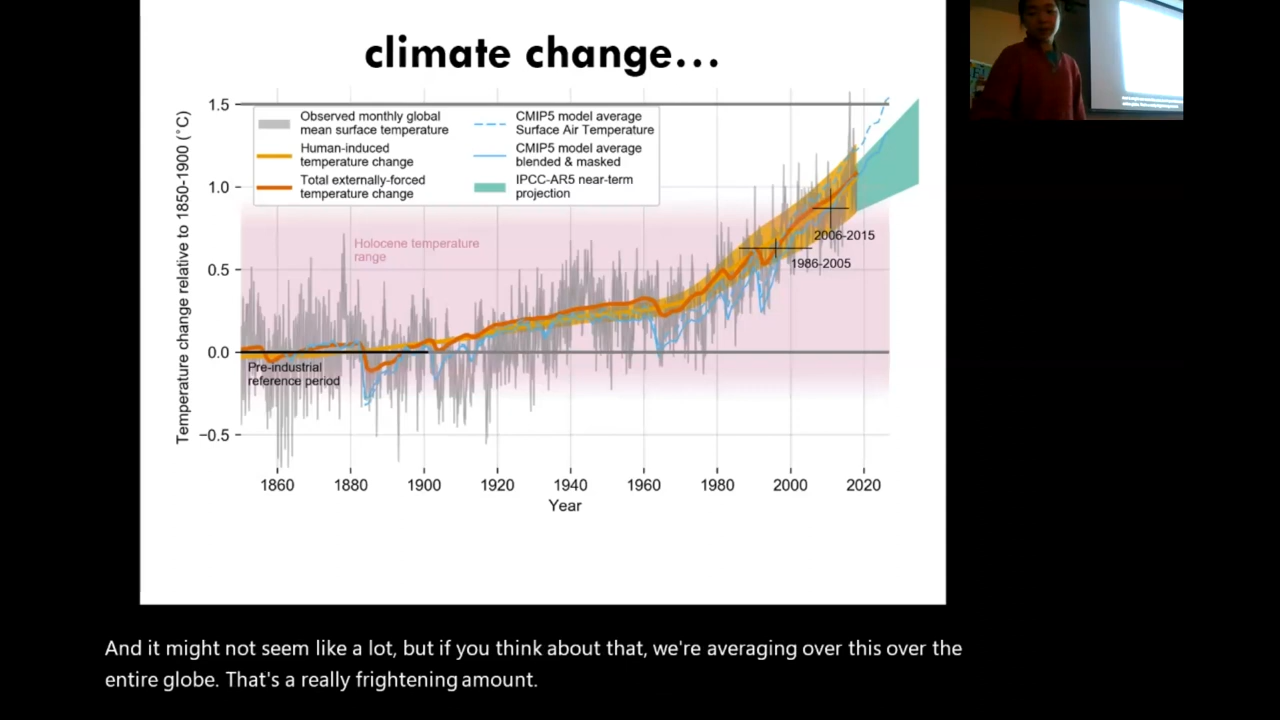 climate change...
Temperature change relative to 1850-1900 (°C)
1.5
1.0
0.5
0.0
−0.5
Observed monthly global
mean surface temperature
Human-induced
temperature change
Total externally-forced
temperature change
CMIP5 model average
Surface Air Temperature
CMIP5 model average
blended & masked
IPCC-AR5 near-term
projection
Holocene temperature
range
2006-2015
1986-2005
Pre-industrial
reference period
1860 1880 1900 1920 1940 1960 1980 2000 2020
Year
And it might not seem like a lot, but if you think about that, we're averaging over this over the
entire globe. That's a really frightening amount.